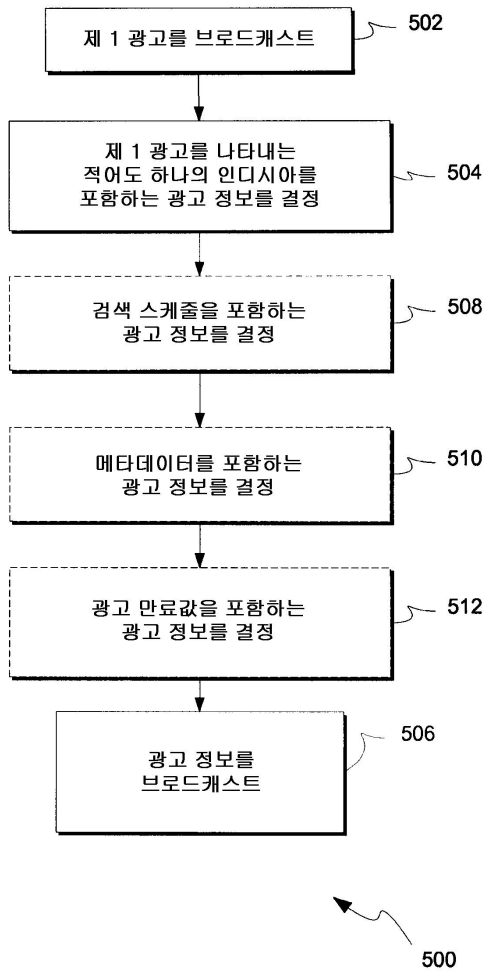 제 1 광고를 브로드캐스트
502
제 1 광고를 나타내는
적어도 하나의 인디시아를
포함하는 광고 정보를 결정
504
검색 스케줄을 포함하는
광고 정보를 결정
508
메타데이터를 포함하는
광고 정보를 결정
510
광고 만료값을 포함하는
광고 정보를 결정
512
광고 정보를
브로드캐스트
506
500